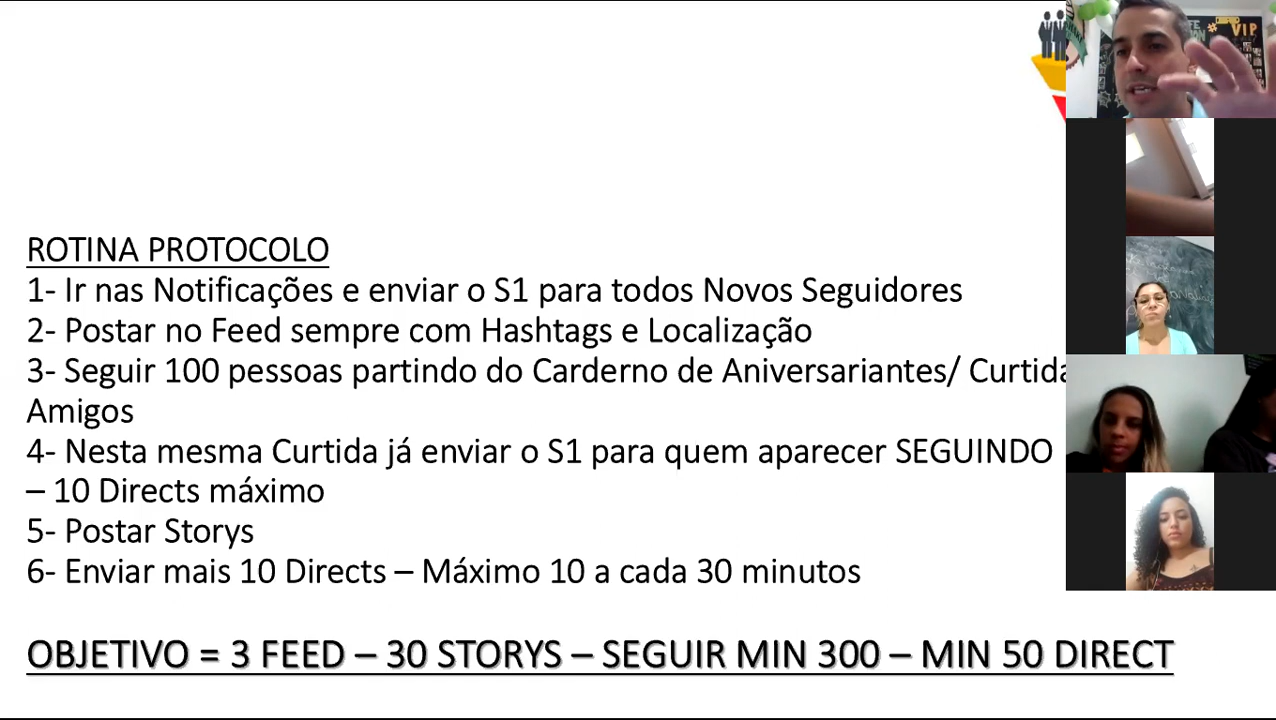 ROTINA PROTOCOLO
1- Ir nas Notificações e enviar o S1 para todos Novos Seguidores
2- Postar no Feed sempre com Hashtags e Localização
3- Seguir 100 pessoas partindo do Carderno de Aniversariantes/ Curtida
Amigos
4- Nesta mesma Curtida já enviar o S1 para quem aparecer SEGUINDO
– 10 Directs máximo
5- Postar Storys
6- Enviar mais 10 Directs – Máximo 10 a cada 30 minutos
OBJETIVO = 3 FEED – 30 STORYS – SEGUIR MIN 300 – MIN 50 DIRECT
VIP